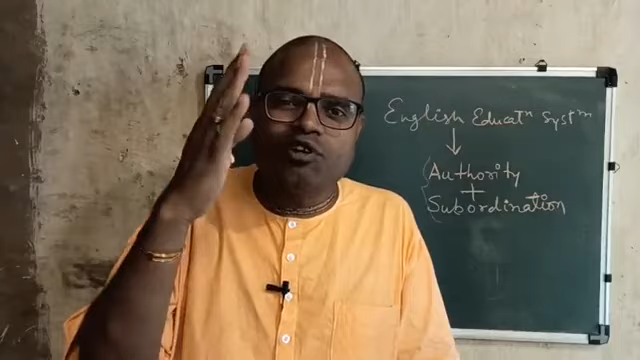 English Educatⁿ Systᵐ
↓
Authority
+
Subordination